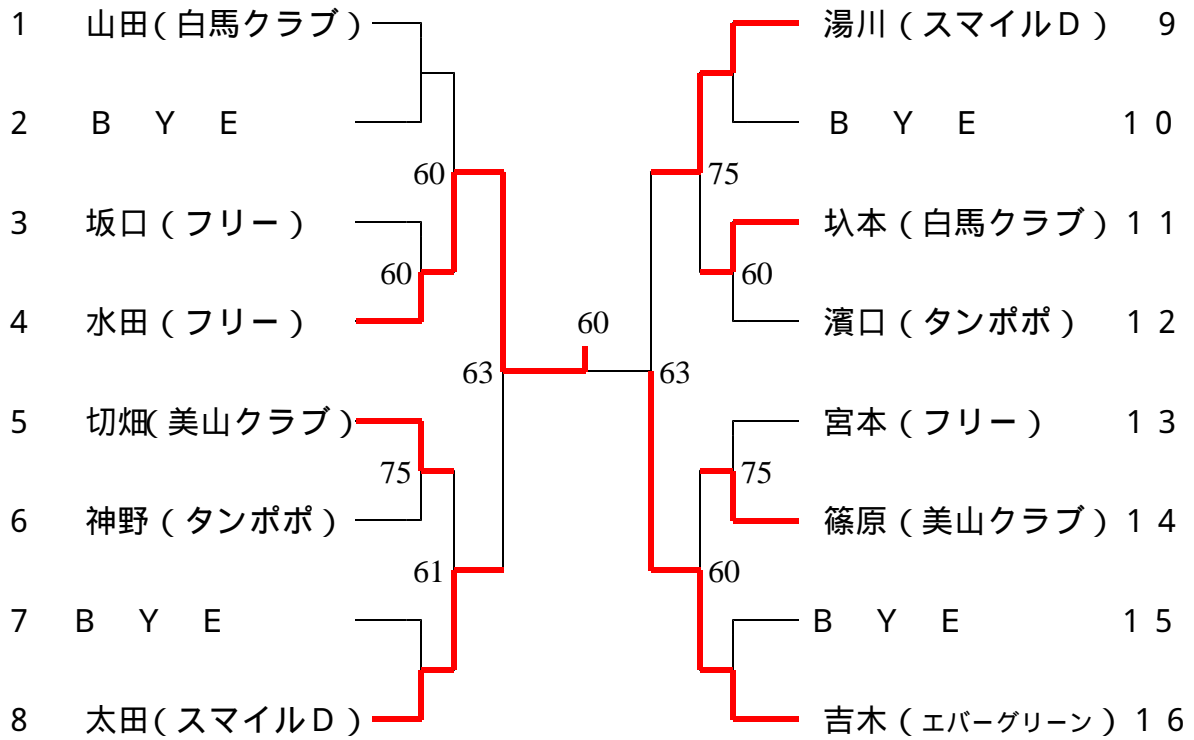 1 山田(白馬クラブ)
2 B Y E
60
3 坂口(フリー)
60
4 水田(フリー)
63
5 切畑(美山クラブ)
75
6 神野(タンポポ)
61
7 B Y E
8 太田(スマイルD)
60
湯川(スマイルD) 9
B Y E 10
75
圦本(白馬クラブ) 11
60
濱口(タンポポ) 12
63
宮本(フリー) 13
75
篠原(美山クラブ) 14
60
B Y E 15
吉木(エバーグリーン) 16